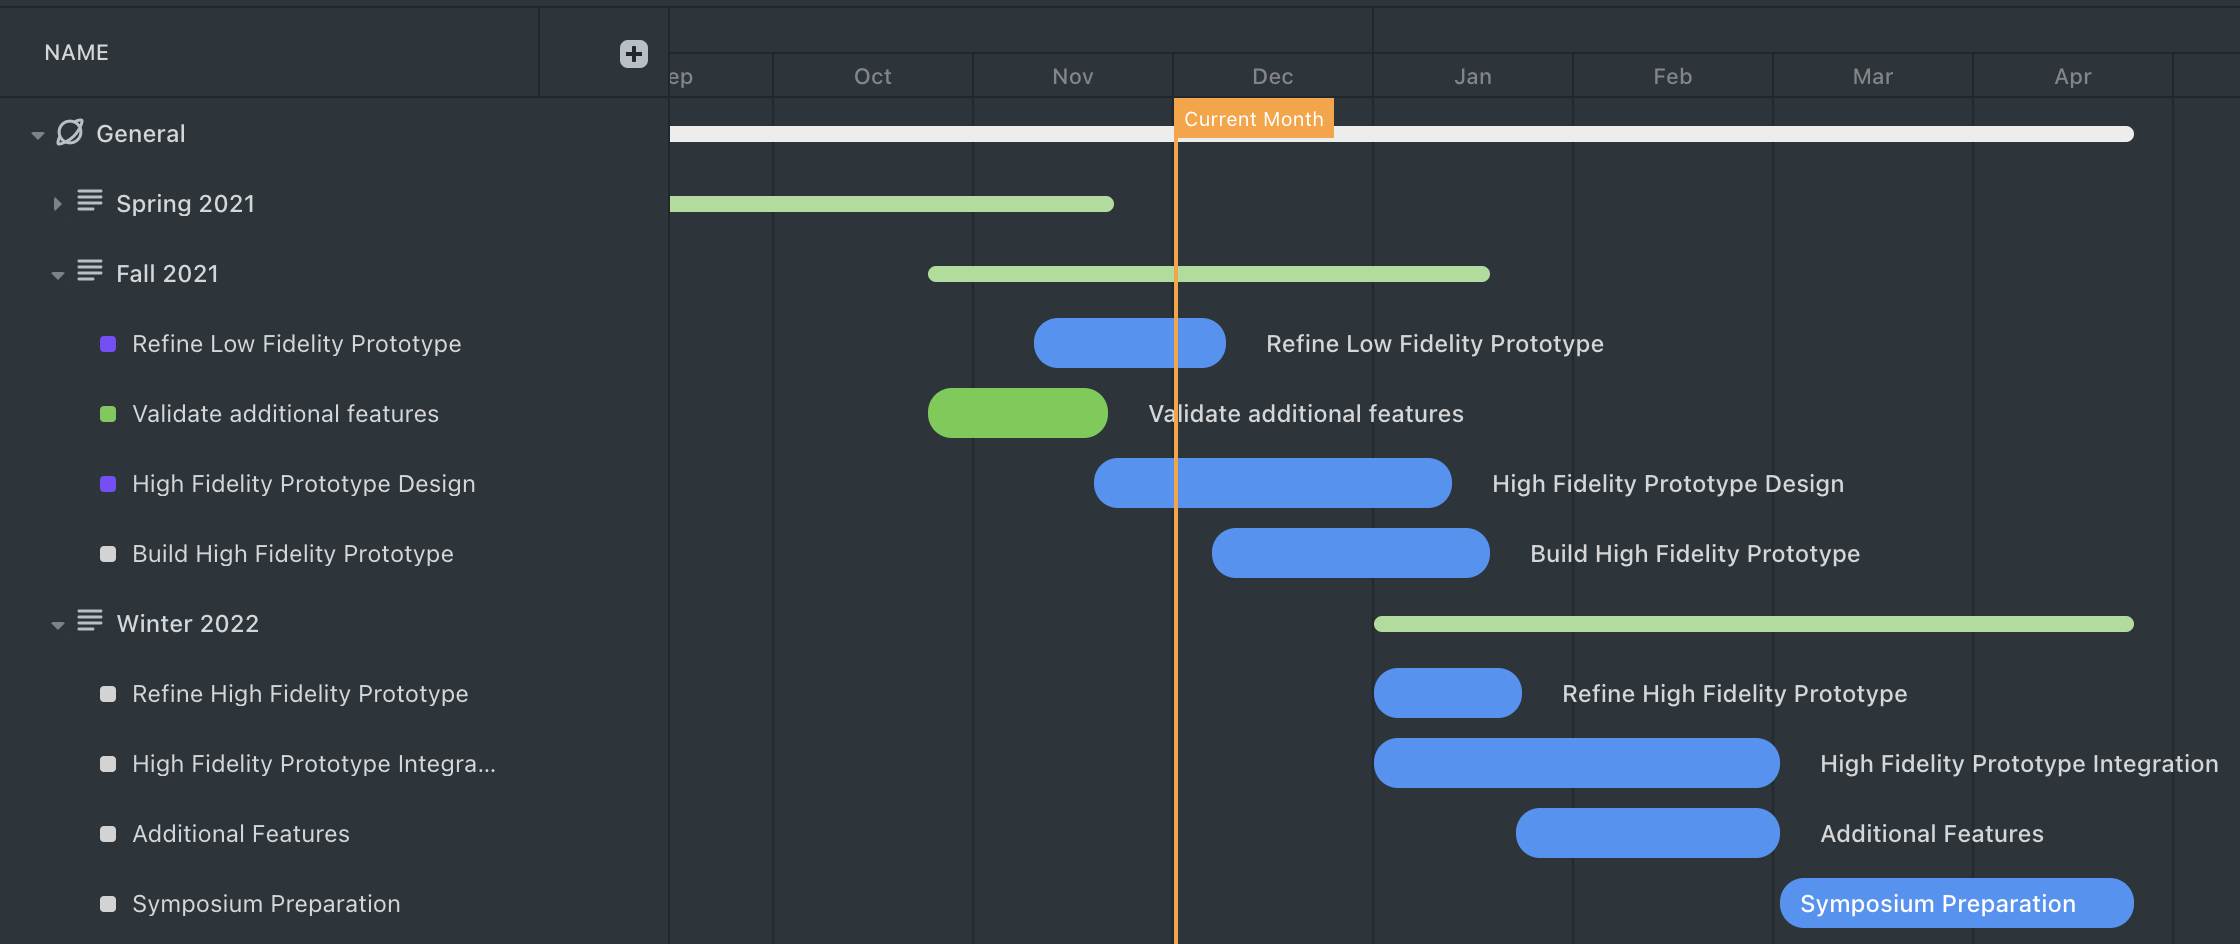 NAME
ep Oct Nov Dec Jan Feb Mar Apr
Current Month
General
Spring 2021
Fall 2021
Refine Low Fidelity Prototype Refine Low Fidelity Prototype
Validate additional features Validate additional features
High Fidelity Prototype Design High Fidelity Prototype Design
Build High Fidelity Prototype Build High Fidelity Prototype
Winter 2022
Refine High Fidelity Prototype Refine High Fidelity Prototype
High Fidelity Prototype Integra... High Fidelity Prototype Integration
Additional Features Additional Features
Symposium Preparation Symposium Preparation